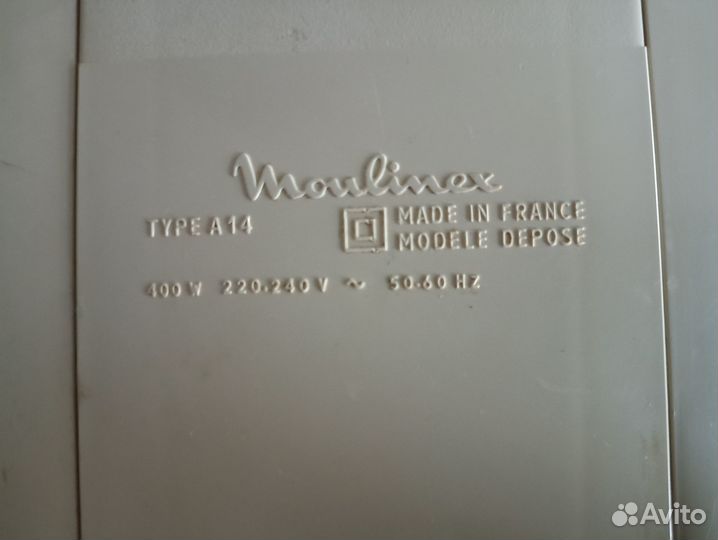 Moulinex
TYPE A14
MADE IN FRANCE
MODELE DEPOSE
400 W 220-240 V ~ 50-60 HZ
Avito